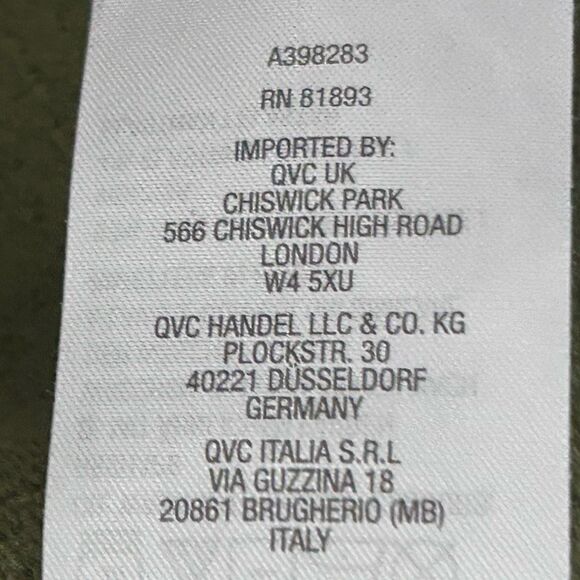 A398283
RN 81893
IMPORTED BY:
QVC UK
CHISWICK PARK
566 CHISWICK HIGH ROAD
LONDON
W4 5XU
QVC HANDEL LLC & CO. KG
PLOCKSTR. 30
40221 DÜSSELDORF
GERMANY
QVC ITALIA S.R.L
VIA GUZZINA 18
20861 BRUGHERIO (MB)
ITALY